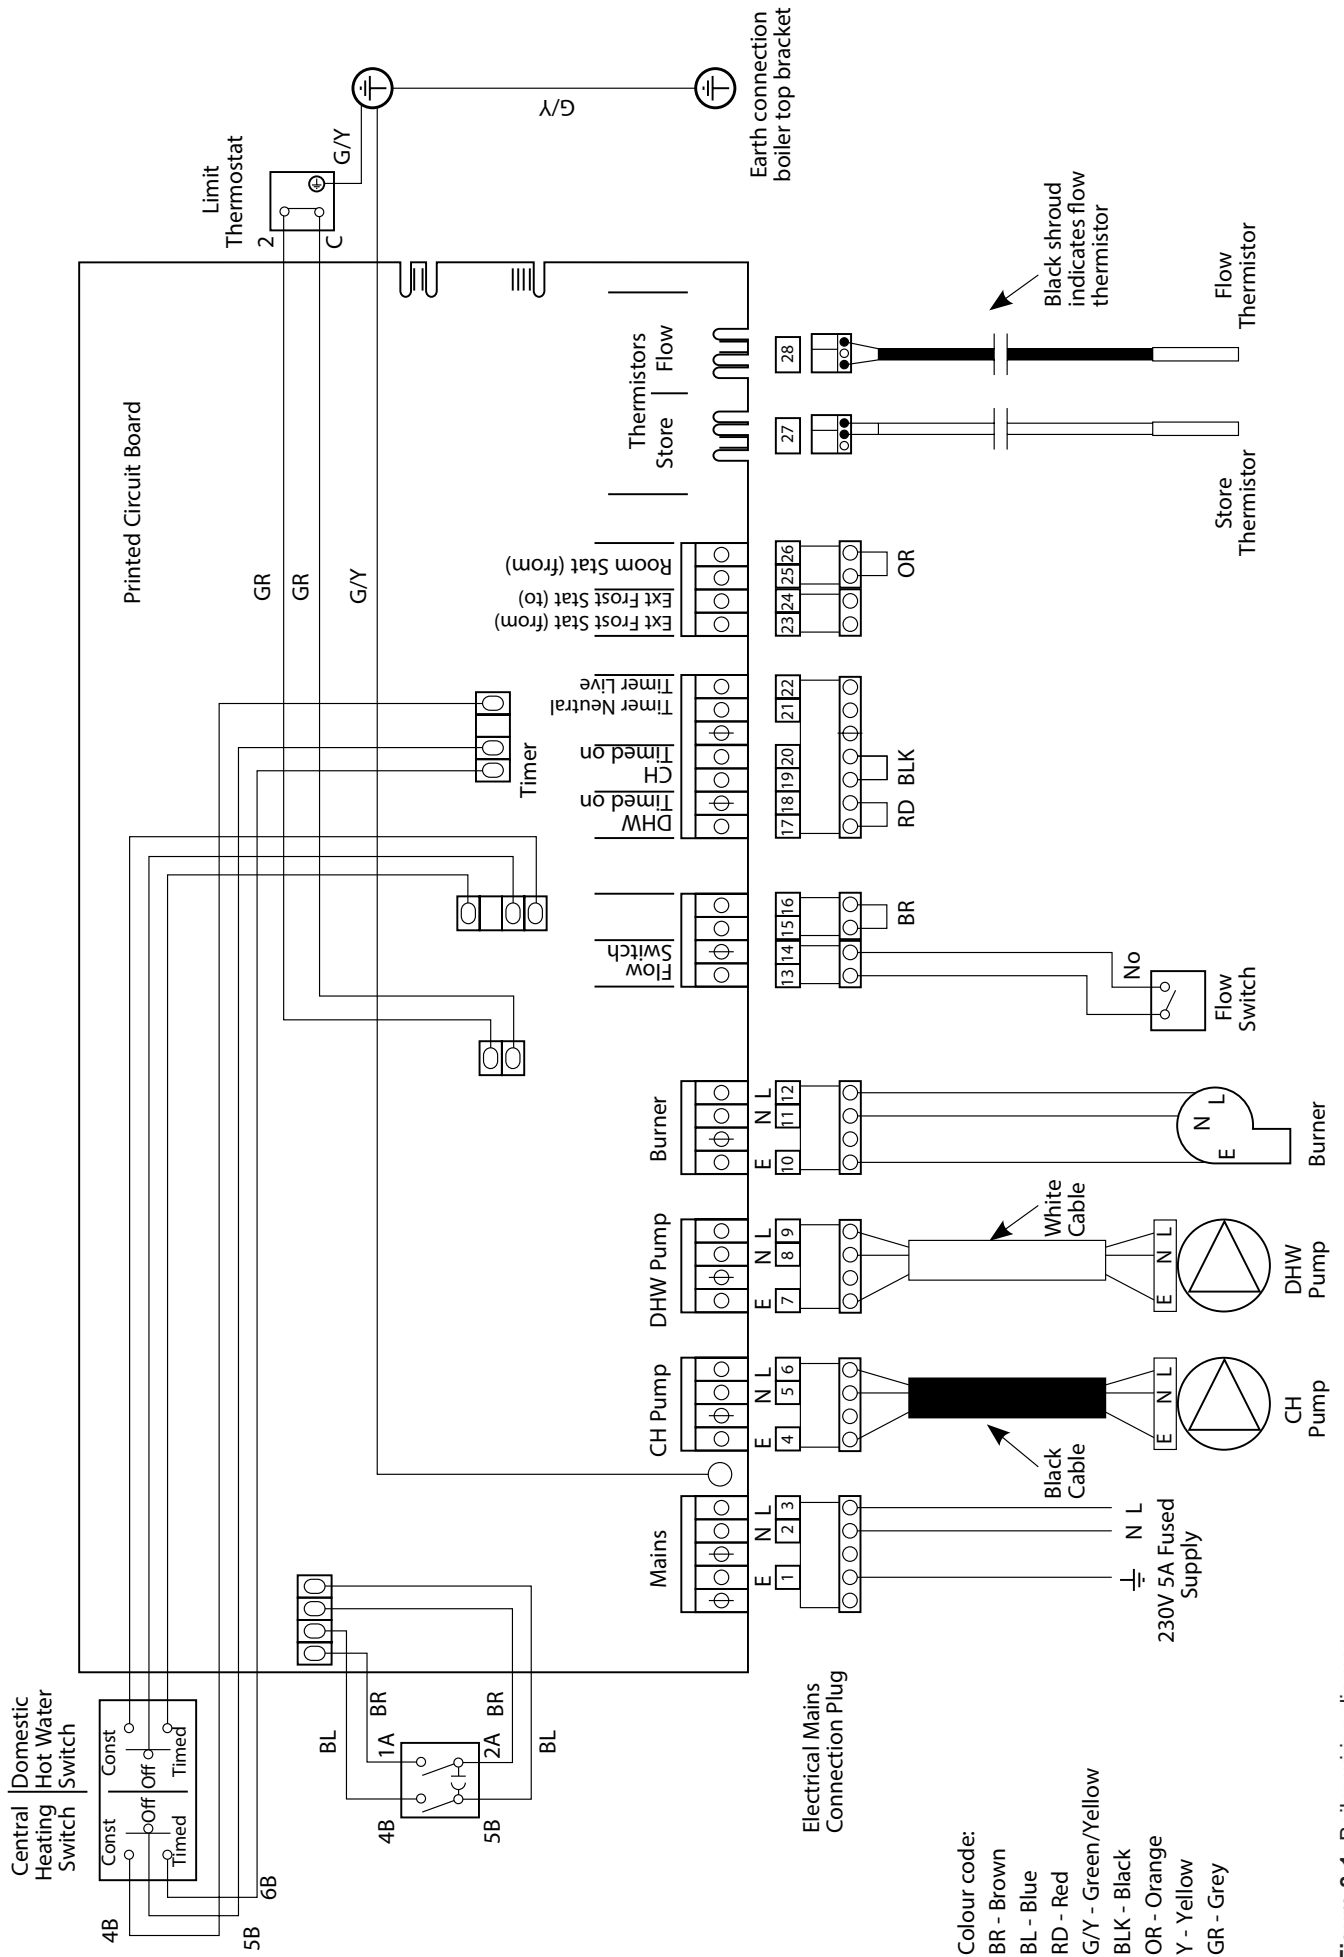 Central
Heating
Switch
Domestic
Hot Water
Switch
Const
Off
Timed
Const
Off
Timed
4B
5B
6B
BL
BR
1A
4B
2A
5B
BR
BL
Printed Circuit Board
GR
GR
G/Y
Limit
Thermostat
2
C
G/Y
G/Y
Earth connection
boiler top bracket
Timer
Mains
CH Pump
DHW Pump
Burner
Flow
Switch
DHW
Timed on
CH
Timed on
Timer Neutral
Timer Live
Ext Frost Stat (from)
Ext Frost Stat (to)
Room Stat (from)
Thermistors
Store
Flow
E N L
E N L
E N L
E N L
1 2 3
4 5 6
7 8 9
10 11 12
13 14 15 16
17 18 19 20 21 22
23 24 25 26
27
28
BR
RD
BLK
OR
Electrical Mains
Connection Plug
N L
230V 5A Fused
Supply
Black
Cable
E N L
CH
Pump
White
Cable
E N L
DHW
Pump
E N L
Burner
No
Flow
Switch
Black shroud
indicates flow
thermistor
Store
Thermistor
Flow
Thermistor
Colour code:
BR - Brown
BL - Blue
RD - Red
G/Y - Green/Yellow
BLK - Black
OR - Orange
Y - Yellow
GR - Grey